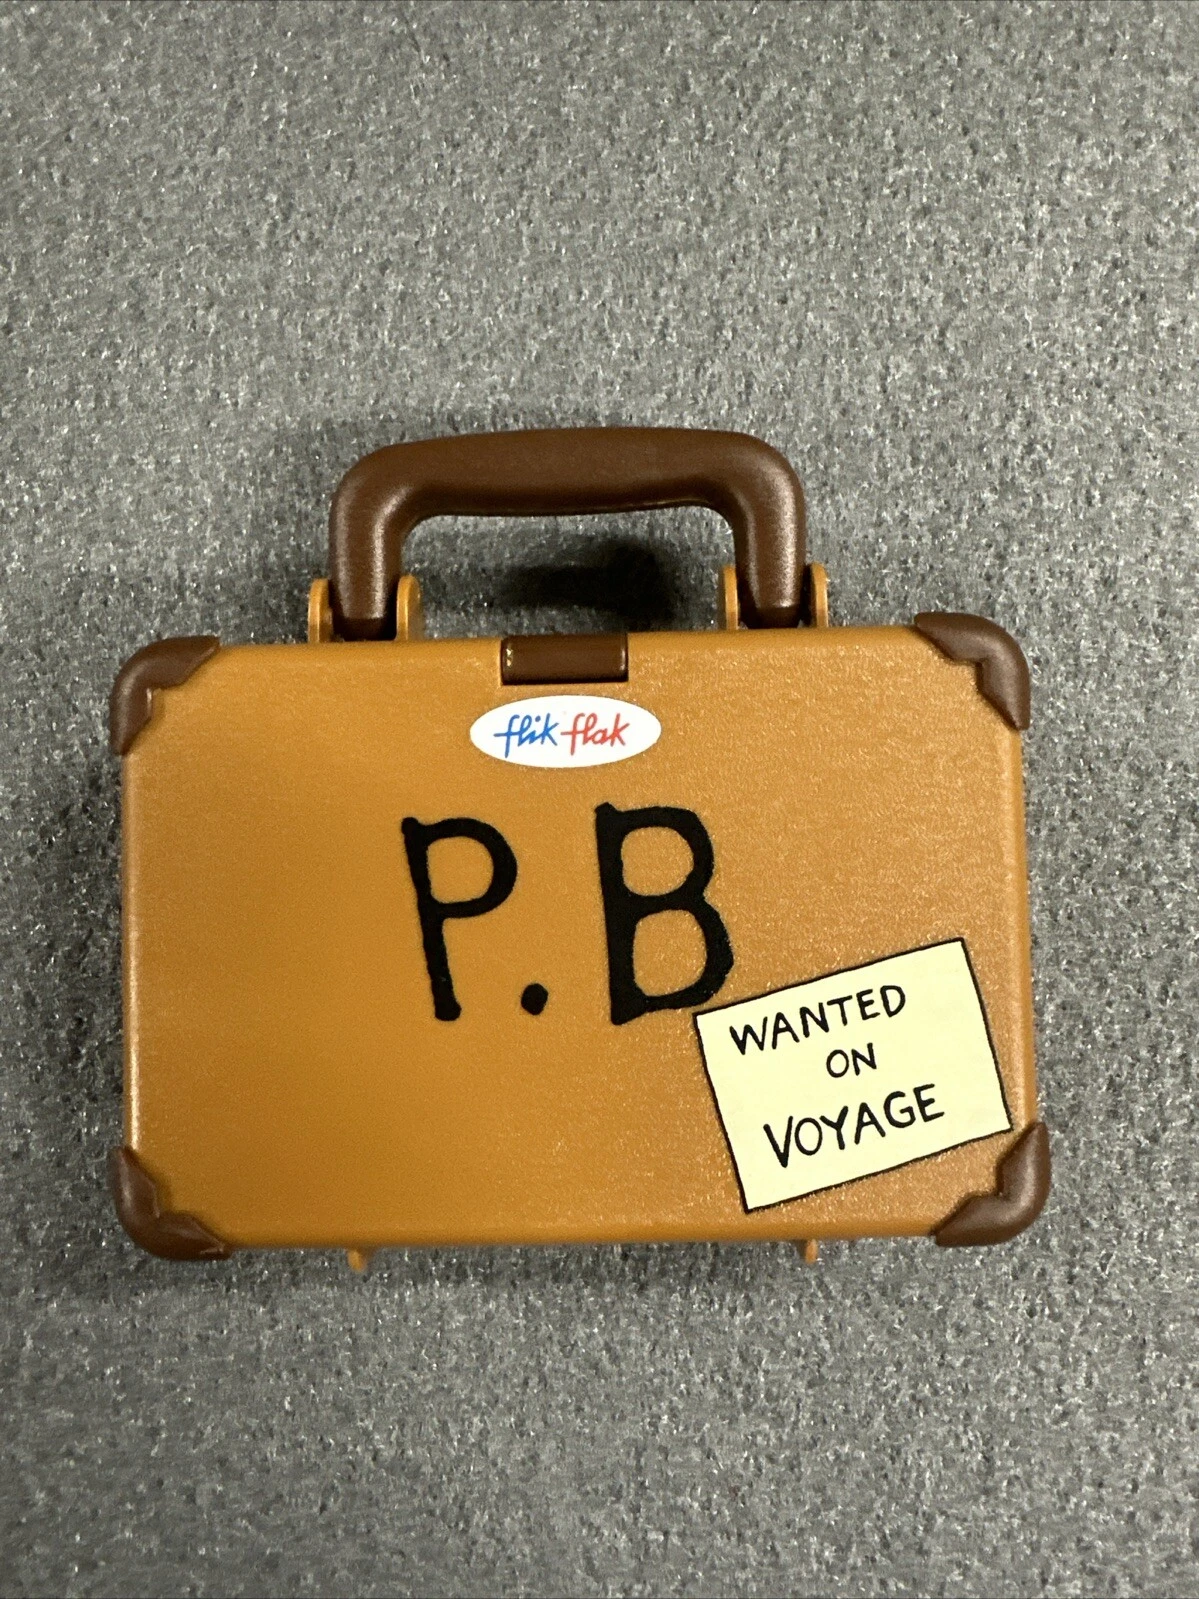 flik flak
P.B
WANTED
ON
VOYAGE